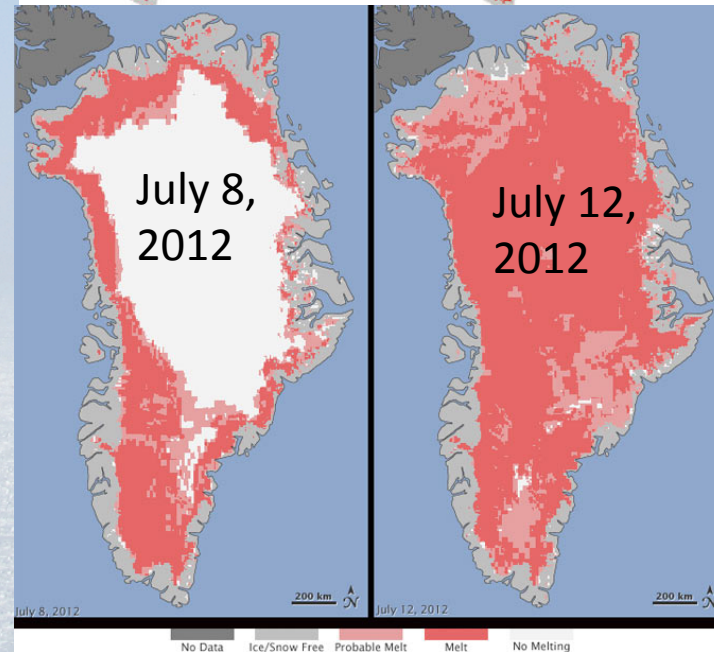 July 8,
2012
July 12,
2012
200 km
N
July 8, 2012
200 km
N
July 12, 2012
No Data
Ice/Snow Free
Probable Melt
Melt
No Melting